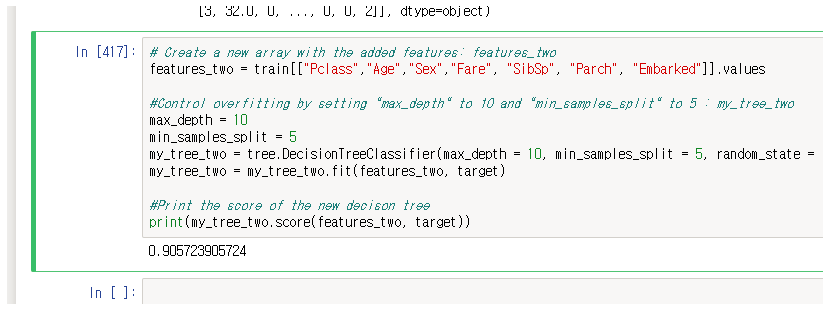 [3, 32.0, 0, ..., 0, 0, 2]], dtype=object)
In [417]:
# Create a new array with the added features: features_two
features_two = train[["Pclass","Age","Sex","Fare", "SibSp", "Parch", "Embarked"]].values
#Control overfitting by setting "max_depth" to 10 and "min_samples_split" to 5 : my_tree_two
max_depth = 10
min_samples_split = 5
my_tree_two = tree.DecisionTreeClassifier(max_depth = 10, min_samples_split = 5, random_state =
my_tree_two = my_tree_two.fit(features_two, target)
#Print the score of the new decison tree
print(my_tree_two.score(features_two, target))
0.905723905724
In [ ]: